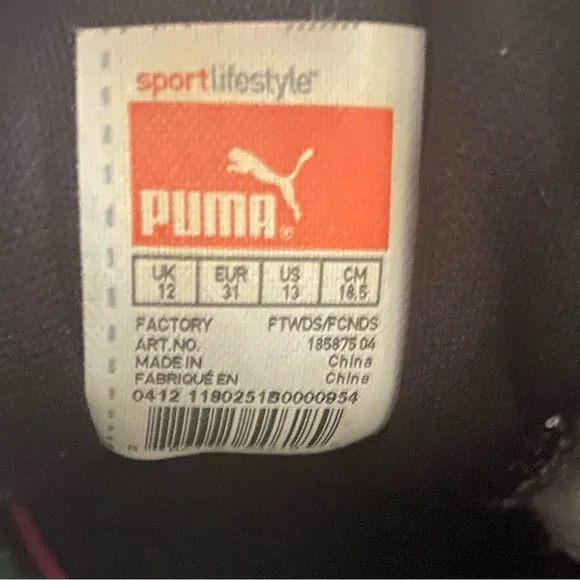 sportlifestyle™
PUMA®
UK EUR US CM
12 31 13 18,5
FACTORY FTWDS/FCNDS
ART.NO. 185875 04
MADE IN China
FABRIQUÉ EN Chine
0412 1180251B0000954